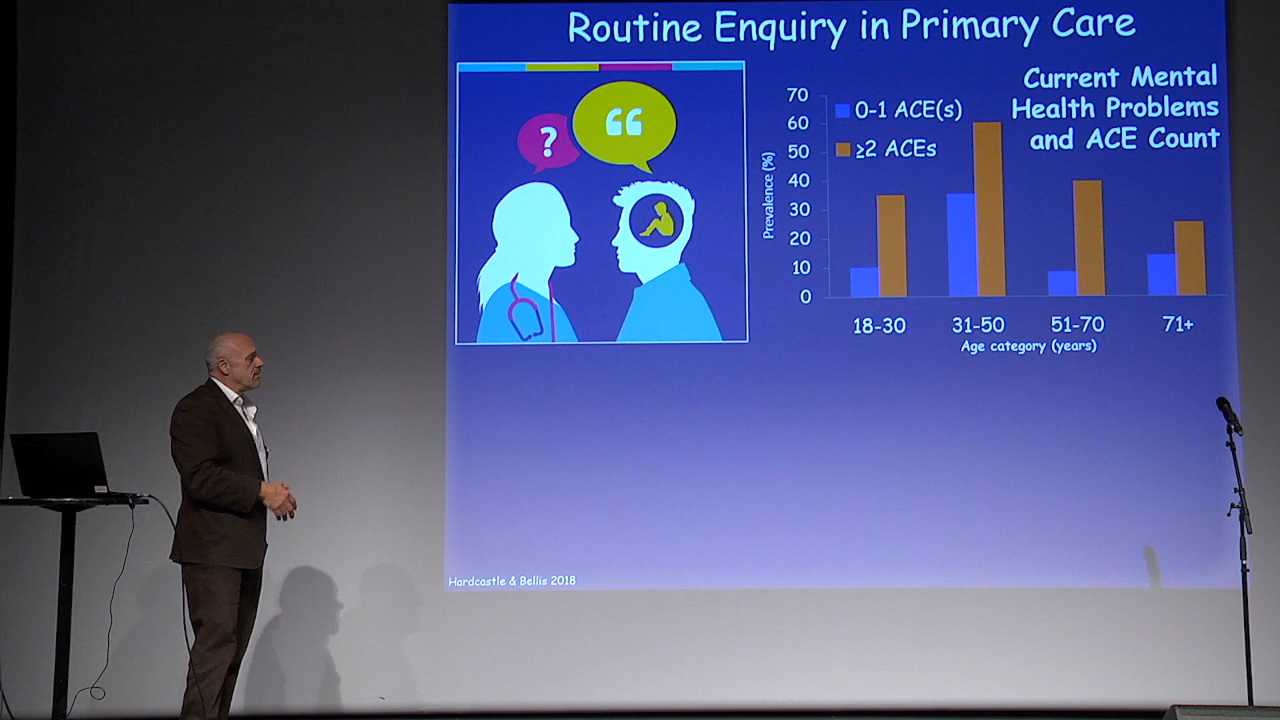 Routine Enquiry in Primary Care
?
“
Current Mental
Health Problems
and ACE Count
0-1 ACE(s)
≥2 ACEs
Prevalence (%)
70
60
50
40
30
20
10
0
18-30 31-50 51-70 71+
Age category (years)
Hardcastle & Bellis 2018